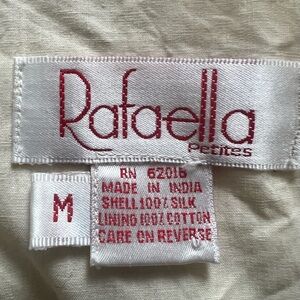 Rafaella
Petites
M
RN 62016
MADE IN INDIA
SHELL 100% SILK
LINING 100% COTTON
CARE ON REVERSE